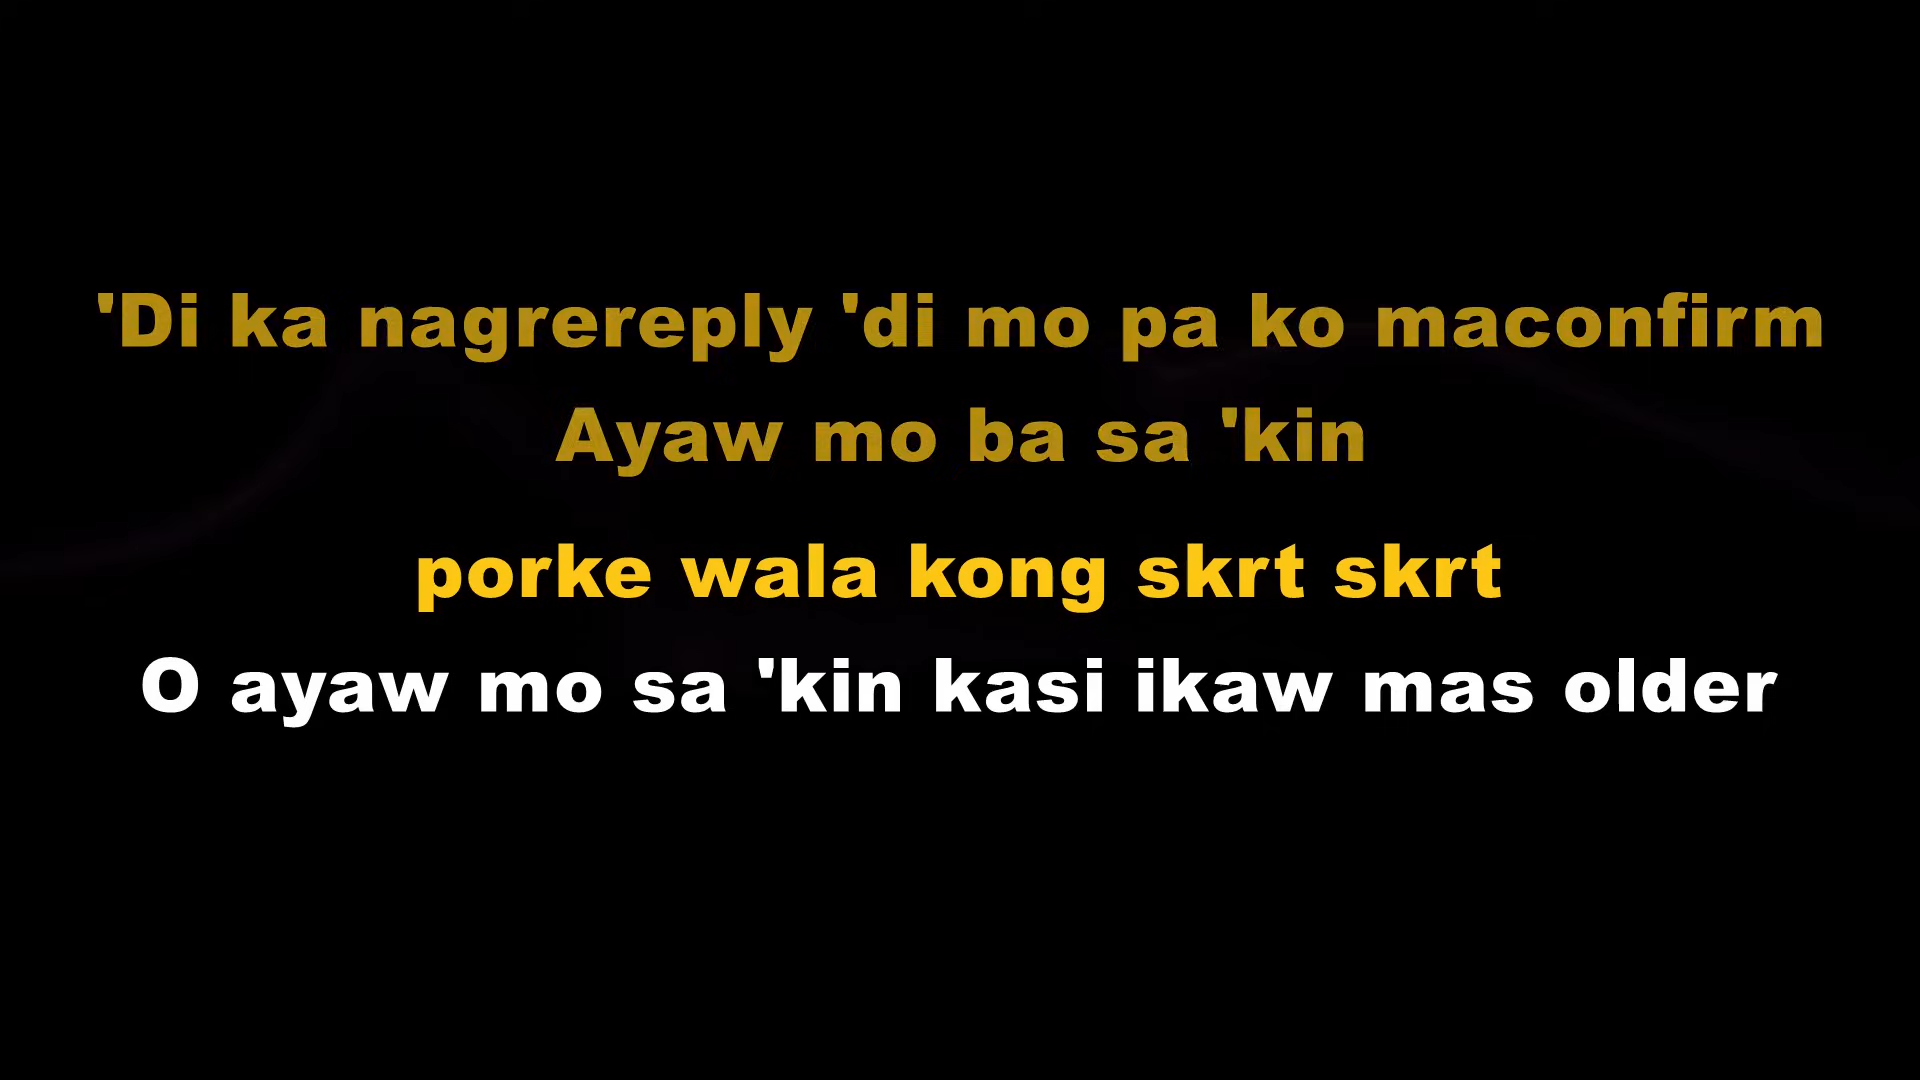 'Di ka nagrereply 'di mo pa ko maconfirm
Ayaw mo ba sa 'kin
porke wala kong skrt skrt
O ayaw mo sa 'kin kasi ikaw mas older